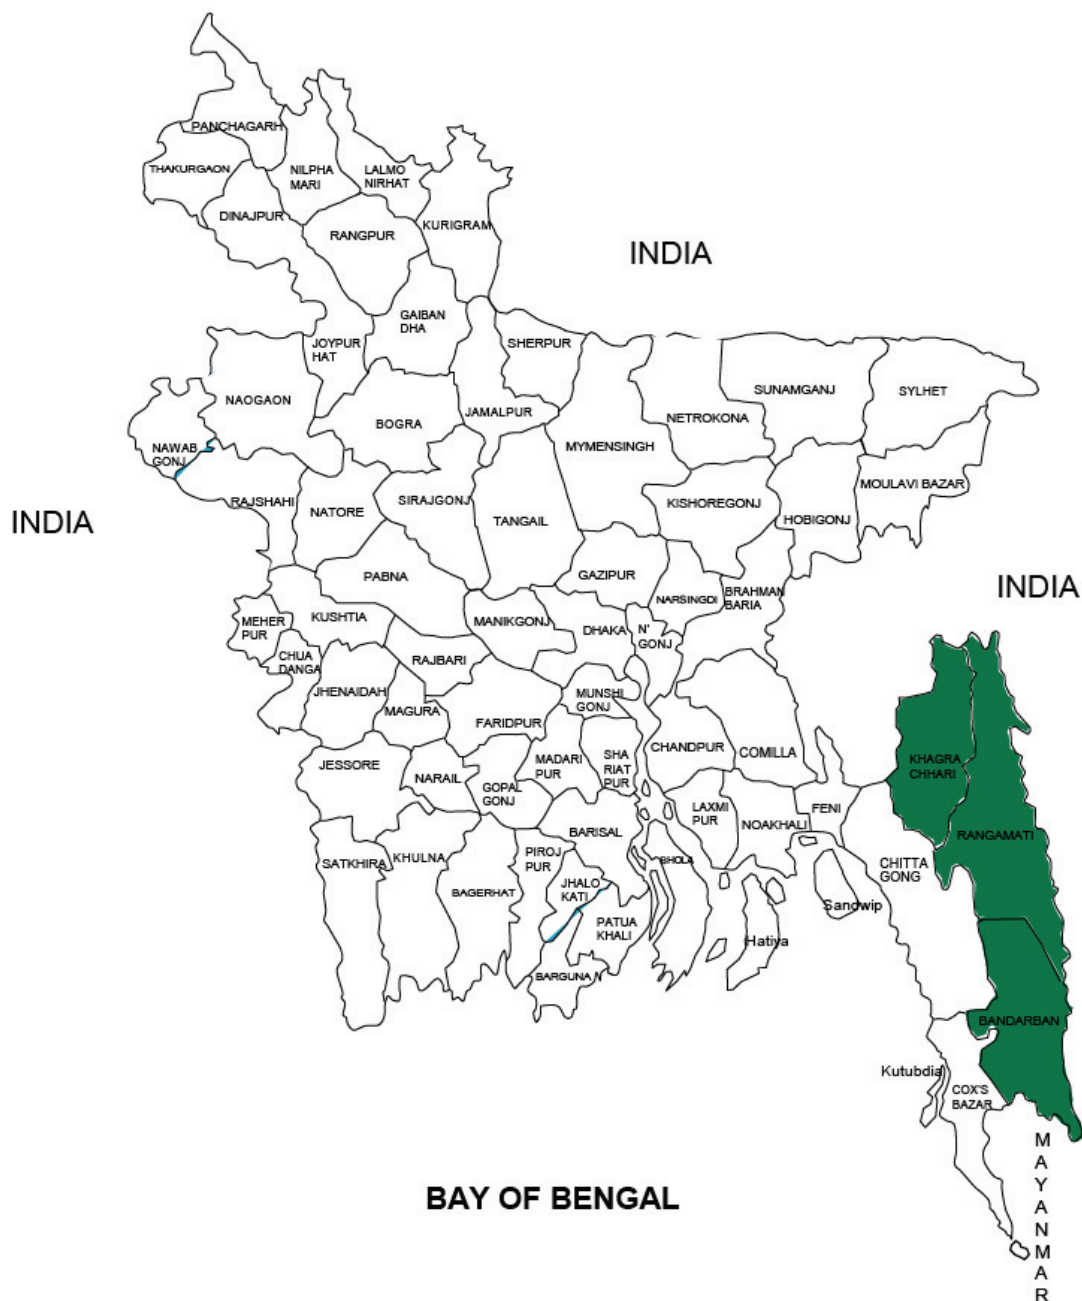 PANCHAGARH
THAKURGAON
NILPHA
MARI
LALMO
NIRHAT
DINAJPUR
RANGPUR
KURIGRAM
INDIA
GAIBAN
DHA
JOYPUR
HAT
SHERPUR
NAOGAON
BOGRA
JAMALPUR
NETROKONA
SUNAMGANJ
SYLHET
MYMENSINGH
NAWAB
GONJ
RAJSHAHI
NATORE
SIRAJGONJ
TANGAIL
KISHOREGONJ
HOBIGONJ
MOULAVI BAZAR
INDIA
PABNA
GAZIPUR
NARSINGDI
BRAHMAN
BARIA
INDIA
MEHER
PUR
KUSHTIA
MANIKGONJ
DHAKA
N'
GONJ
CHUA
DANGA
RAJBARI
JHENAIDAH
MAGURA
FARIDPUR
MUNSHI
GONJ
CHANDPUR
COMILLA
KHAGRA
CHHARI
JESSORE
NARAIL
GOPAL
GONJ
MADARI
PUR
SHA
RIAT
PUR
LAXMI
PUR
NOAKHALI
FENI
RANGAMATI
SATKHIRA
KHULNA
BAGERHAT
PIROJ
PUR
BARISAL
JHALO
KATI
BHOLA
CHITTA
GONG
Sandwip
PATUA
KHALI
Hatiya
BARGUNA N
BANDARBAN
Kutubdia
COX'S
BAZAR
BAY OF BENGAL
MAYANMAR